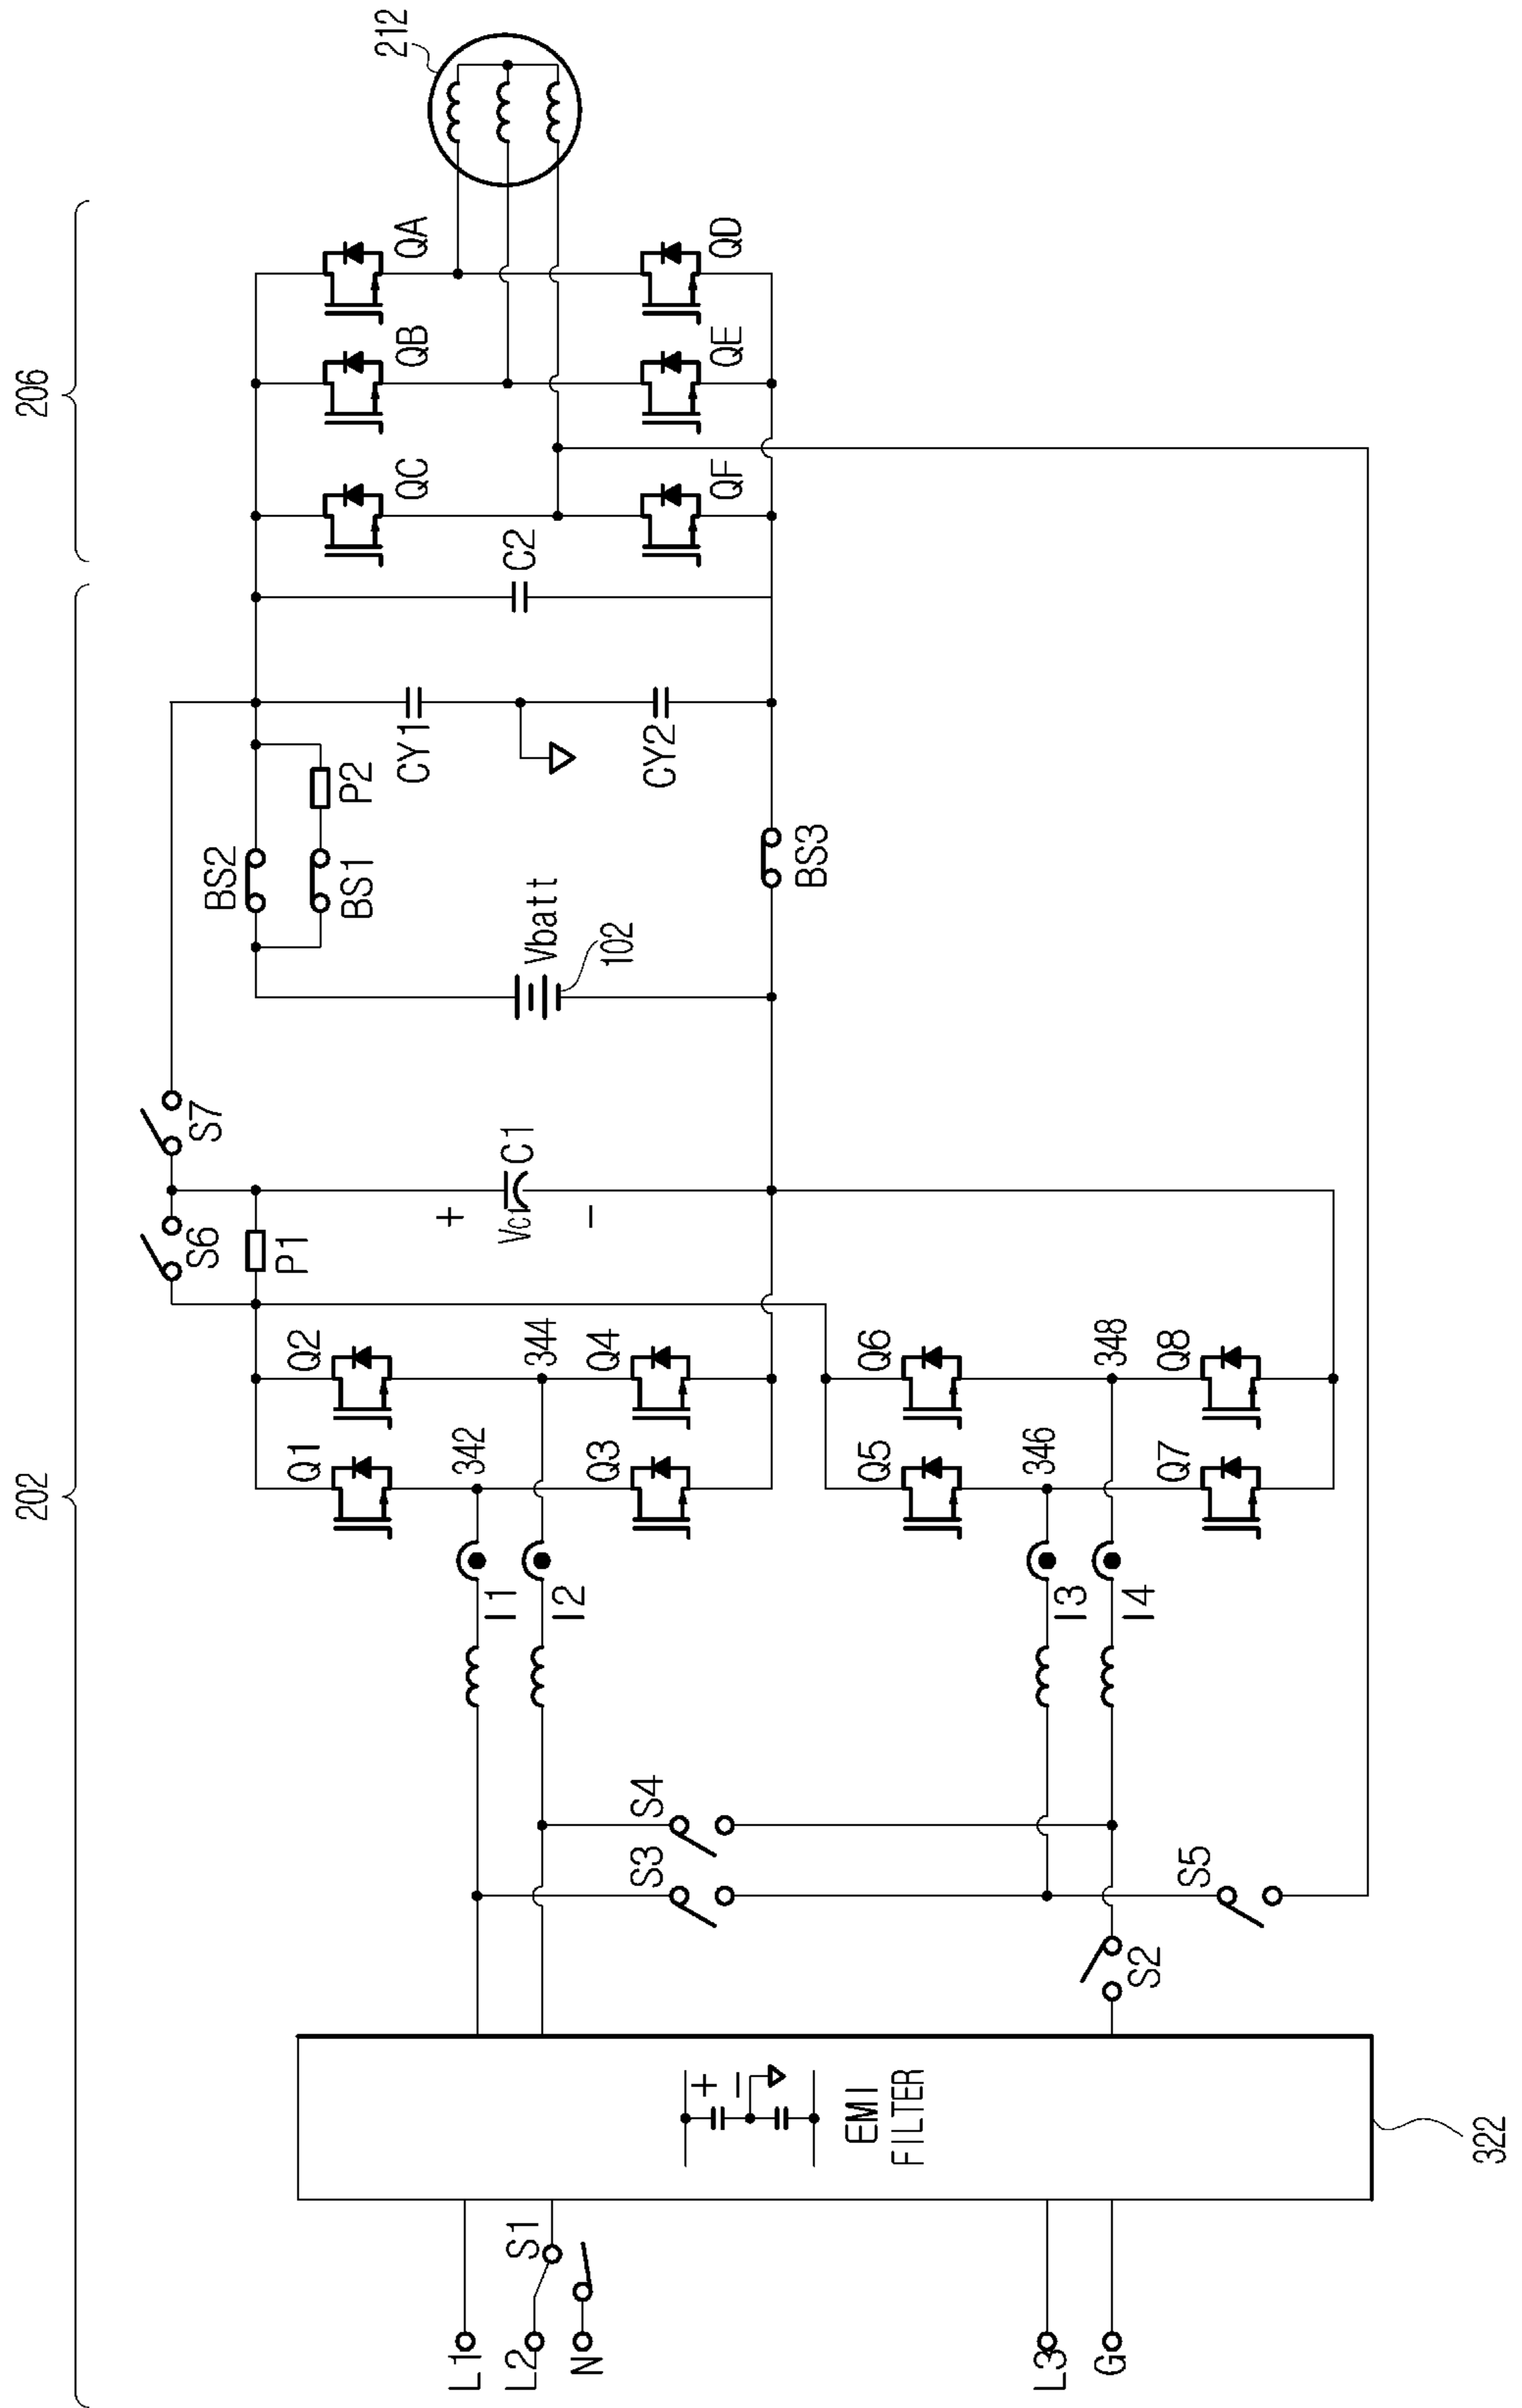 202
206
L1
L2
N
S1
L3
G
EMI
FILTER
+
−
322
S2
S3
S4
S5
I1
I2
I3
I4
Q1
Q2
342
344
Q3
Q4
Q5
Q6
346
348
Q7
Q8
S6
P1
S7
+
Vc1
C1
−
Vbatt
102
BS2
BS1
P2
BS3
CY1
CY2
C2
QC
QB
QA
QF
QE
QD
212